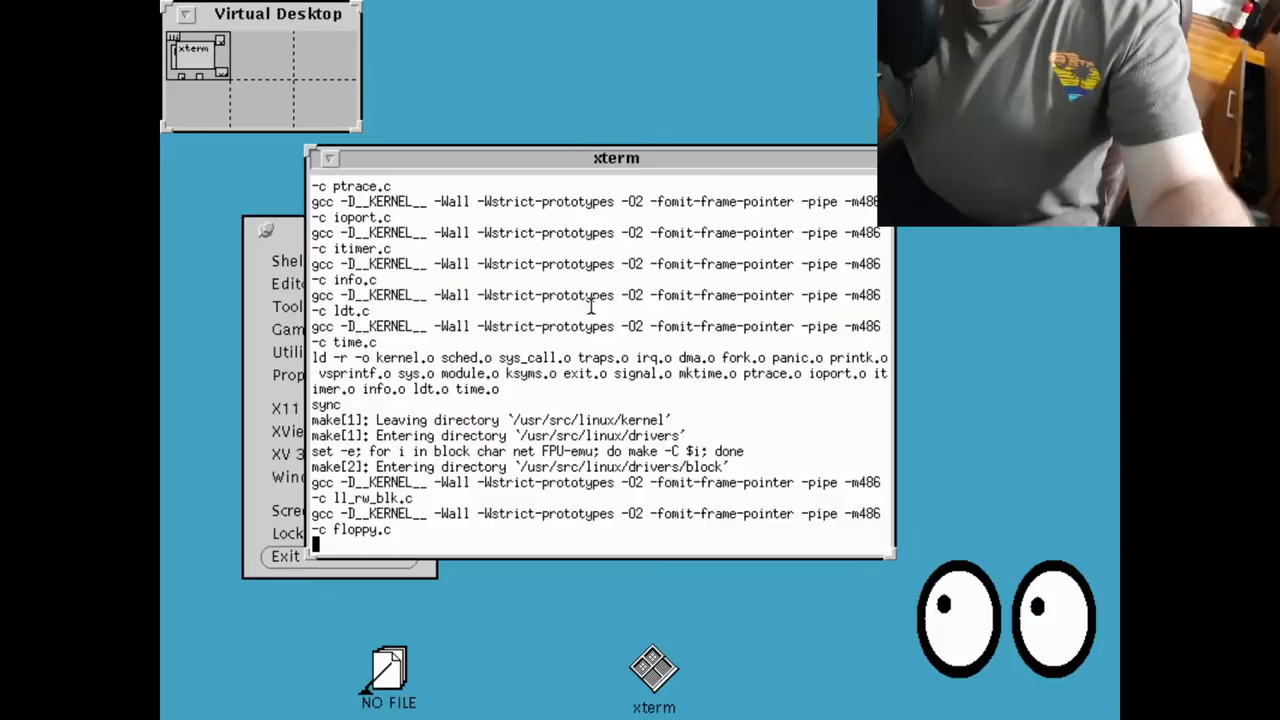 Virtual Desktop
xterm
xterm
-c ptrace.c
gcc -D__KERNEL__ -Wall -Wstrict-prototypes -O2 -fomit-frame-pointer -pipe -m486
-c ioport.c
gcc -D__KERNEL__ -Wall -Wstrict-prototypes -O2 -fomit-frame-pointer -pipe -m486
-c itimer.c
gcc -D__KERNEL__ -Wall -Wstrict-prototypes -O2 -fomit-frame-pointer -pipe -m486
-c info.c
gcc -D__KERNEL__ -Wall -Wstrict-prototypes -O2 -fomit-frame-pointer -pipe -m486
-c ldt.c
gcc -D__KERNEL__ -Wall -Wstrict-prototypes -O2 -fomit-frame-pointer -pipe -m486
-c time.c
ld -r -o kernel.o sched.o sys_call.o traps.o irq.o dma.o fork.o panic.o printk.o
vsprintf.o sys.o module.o ksyms.o exit.o signal.o mktime.o ptrace.o ioport.o it
imer.o info.o ldt.o time.o
sync
make[1]: Leaving directory `/usr/src/linux/kernel'
make[1]: Entering directory `/usr/src/linux/drivers'
set -e; for i in block char net FPU-emu; do make -C $i; done
make[2]: Entering directory `/usr/src/linux/drivers/block'
gcc -D__KERNEL__ -Wall -Wstrict-prototypes -O2 -fomit-frame-pointer -pipe -m486
-c ll_rw_blk.c
gcc -D__KERNEL__ -Wall -Wstrict-prototypes -O2 -fomit-frame-pointer -pipe -m486
-c floppy.c
Shel
Edito
Tool
Gam
Utili
Prop
X11
XVie
XV 3
Wind
Scre
Lock
Exit
NO FILE
xterm